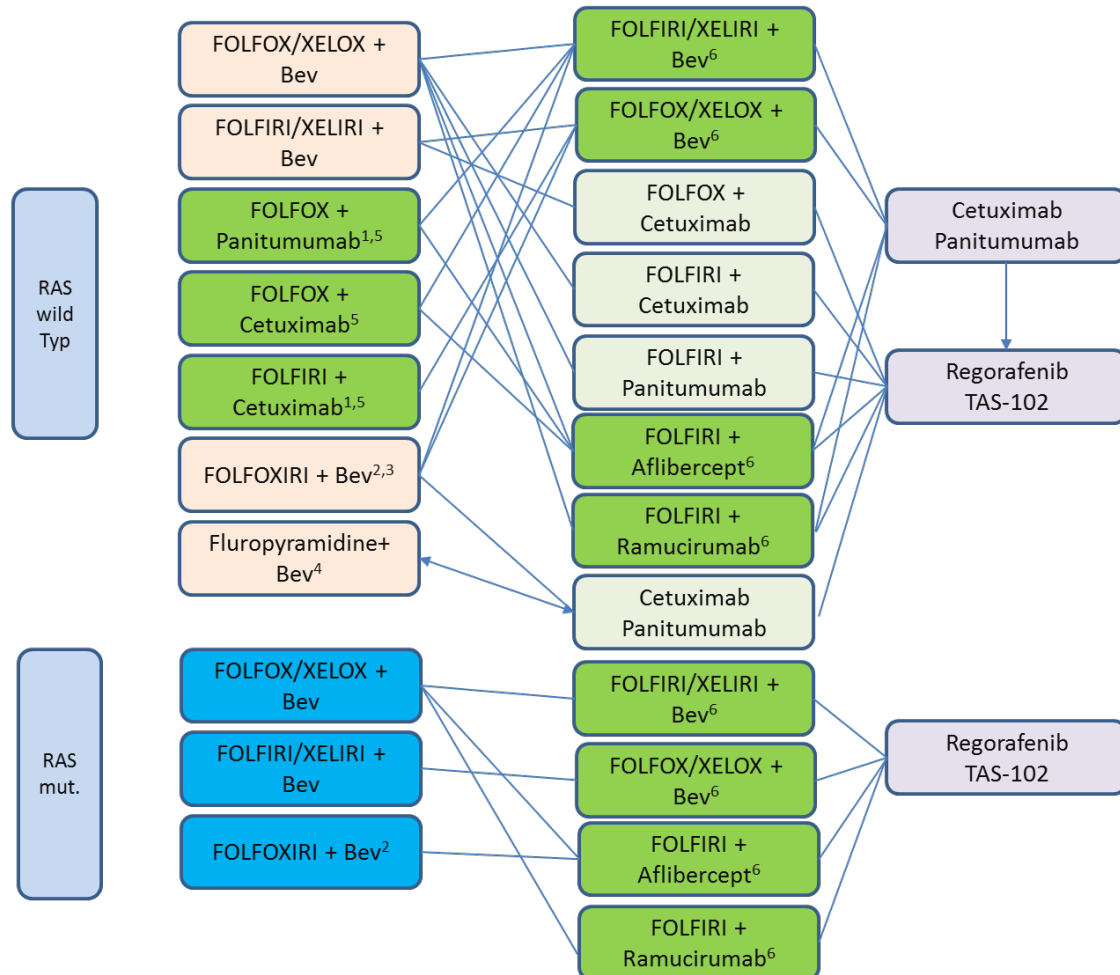 RAS
wild
Typ
FOLFOX/XELOX +
Bev
FOLFIRI/XELIRI +
Bev
FOLFOX +
Panitumumab1,5
FOLFOX +
Cetuximab5
FOLFIRI +
Cetuximab1,5
FOLFOXIRI + Bev2,3
Fluropyramidine+
Bev4
FOLFIRI/XELIRI +
Bev6
FOLFOX/XELOX +
Bev6
FOLFOX +
Cetuximab
FOLFIRI +
Cetuximab
FOLFIRI +
Panitumumab
FOLFIRI +
Aflibercept6
FOLFIRI +
Ramucirumab6
Cetuximab
Panitumumab
Cetuximab
Panitumumab
Regorafenib
TAS-102
RAS
mut.
FOLFOX/XELOX +
Bev
FOLFIRI/XELIRI +
Bev
FOLFOXIRI + Bev2
FOLFIRI/XELIRI +
Bev6
FOLFOX/XELOX +
Bev6
FOLFIRI +
Aflibercept6
FOLFIRI +
Ramucirumab6
Regorafenib
TAS-102